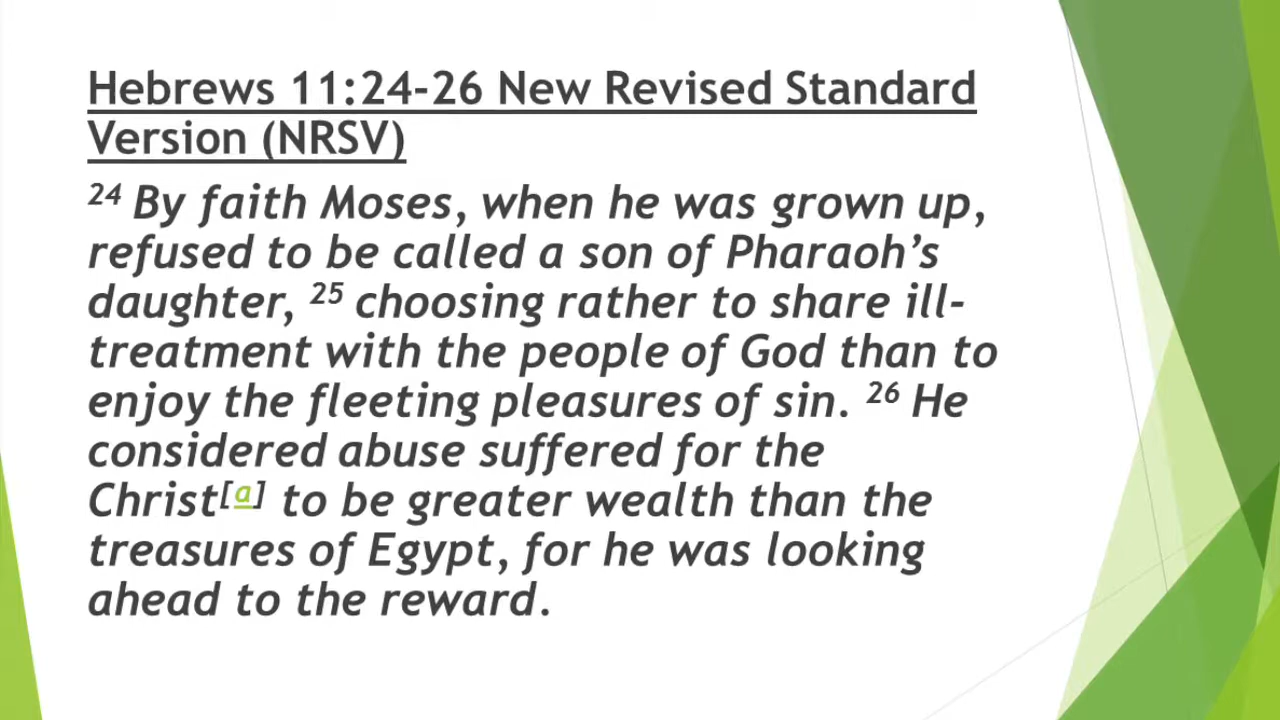 Hebrews 11:24-26 New Revised Standard
Version (NRSV)
24 By faith Moses, when he was grown up,
refused to be called a son of Pharaoh’s
daughter, 25 choosing rather to share ill-
treatment with the people of God than to
enjoy the fleeting pleasures of sin. 26 He
considered abuse suffered for the
Christ[a] to be greater wealth than the
treasures of Egypt, for he was looking
ahead to the reward.